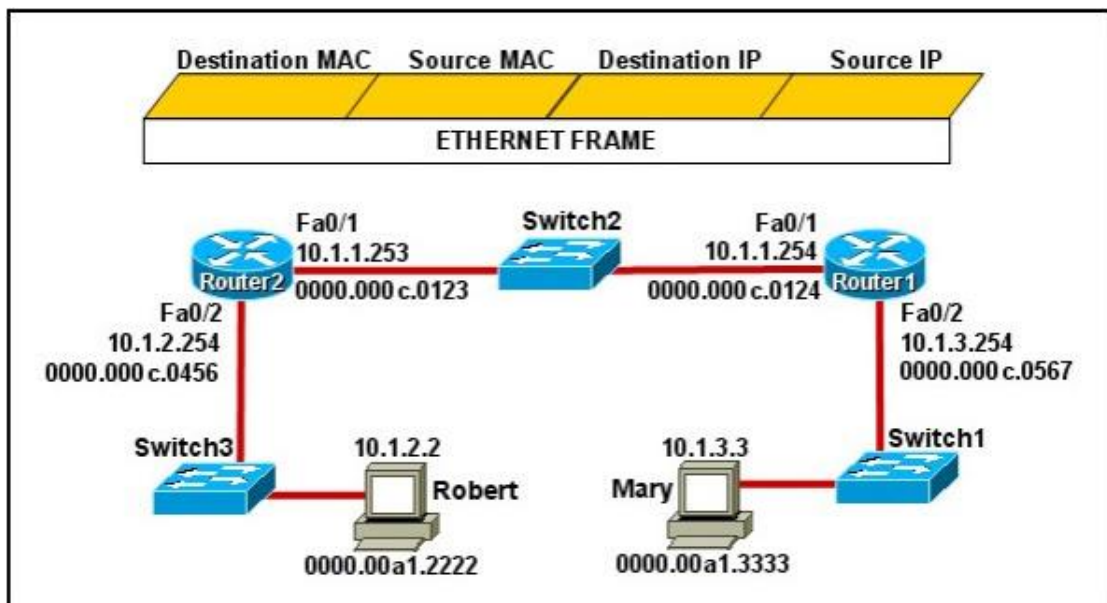 Destination MAC Source MAC Destination IP Source IP
ETHERNET FRAME
Switch2
Fa0/1
10.1.1.253
0000.000c.0123
Fa0/1
10.1.1.254
0000.000c.0124
Router2
Router1
Fa0/2
10.1.2.254
0000.000c.0456
Fa0/2
10.1.3.254
0000.000c.0567
Switch3
10.1.2.2
Robert
0000.00a1.2222
10.1.3.3
Mary
0000.00a1.3333
Switch1